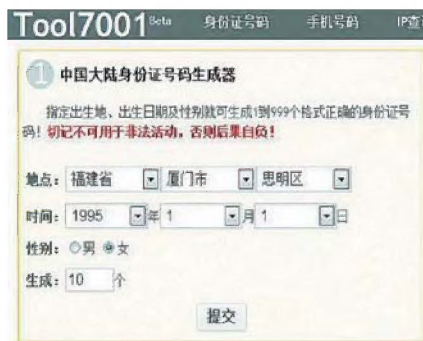 Tool7001Beta 身份证号码 手机号码 IP查
1 中国大陆身份证号码生成器
指定出生地、出生日期及性别就可生成1到999个格式正确的身份证号
码！切记不可用于非法活动，否则后果自负！
地点： 福建省 厦门市 思明区
时间： 1995 年 1 月 1 日
性别： 男 女
生成： 10 个
提交